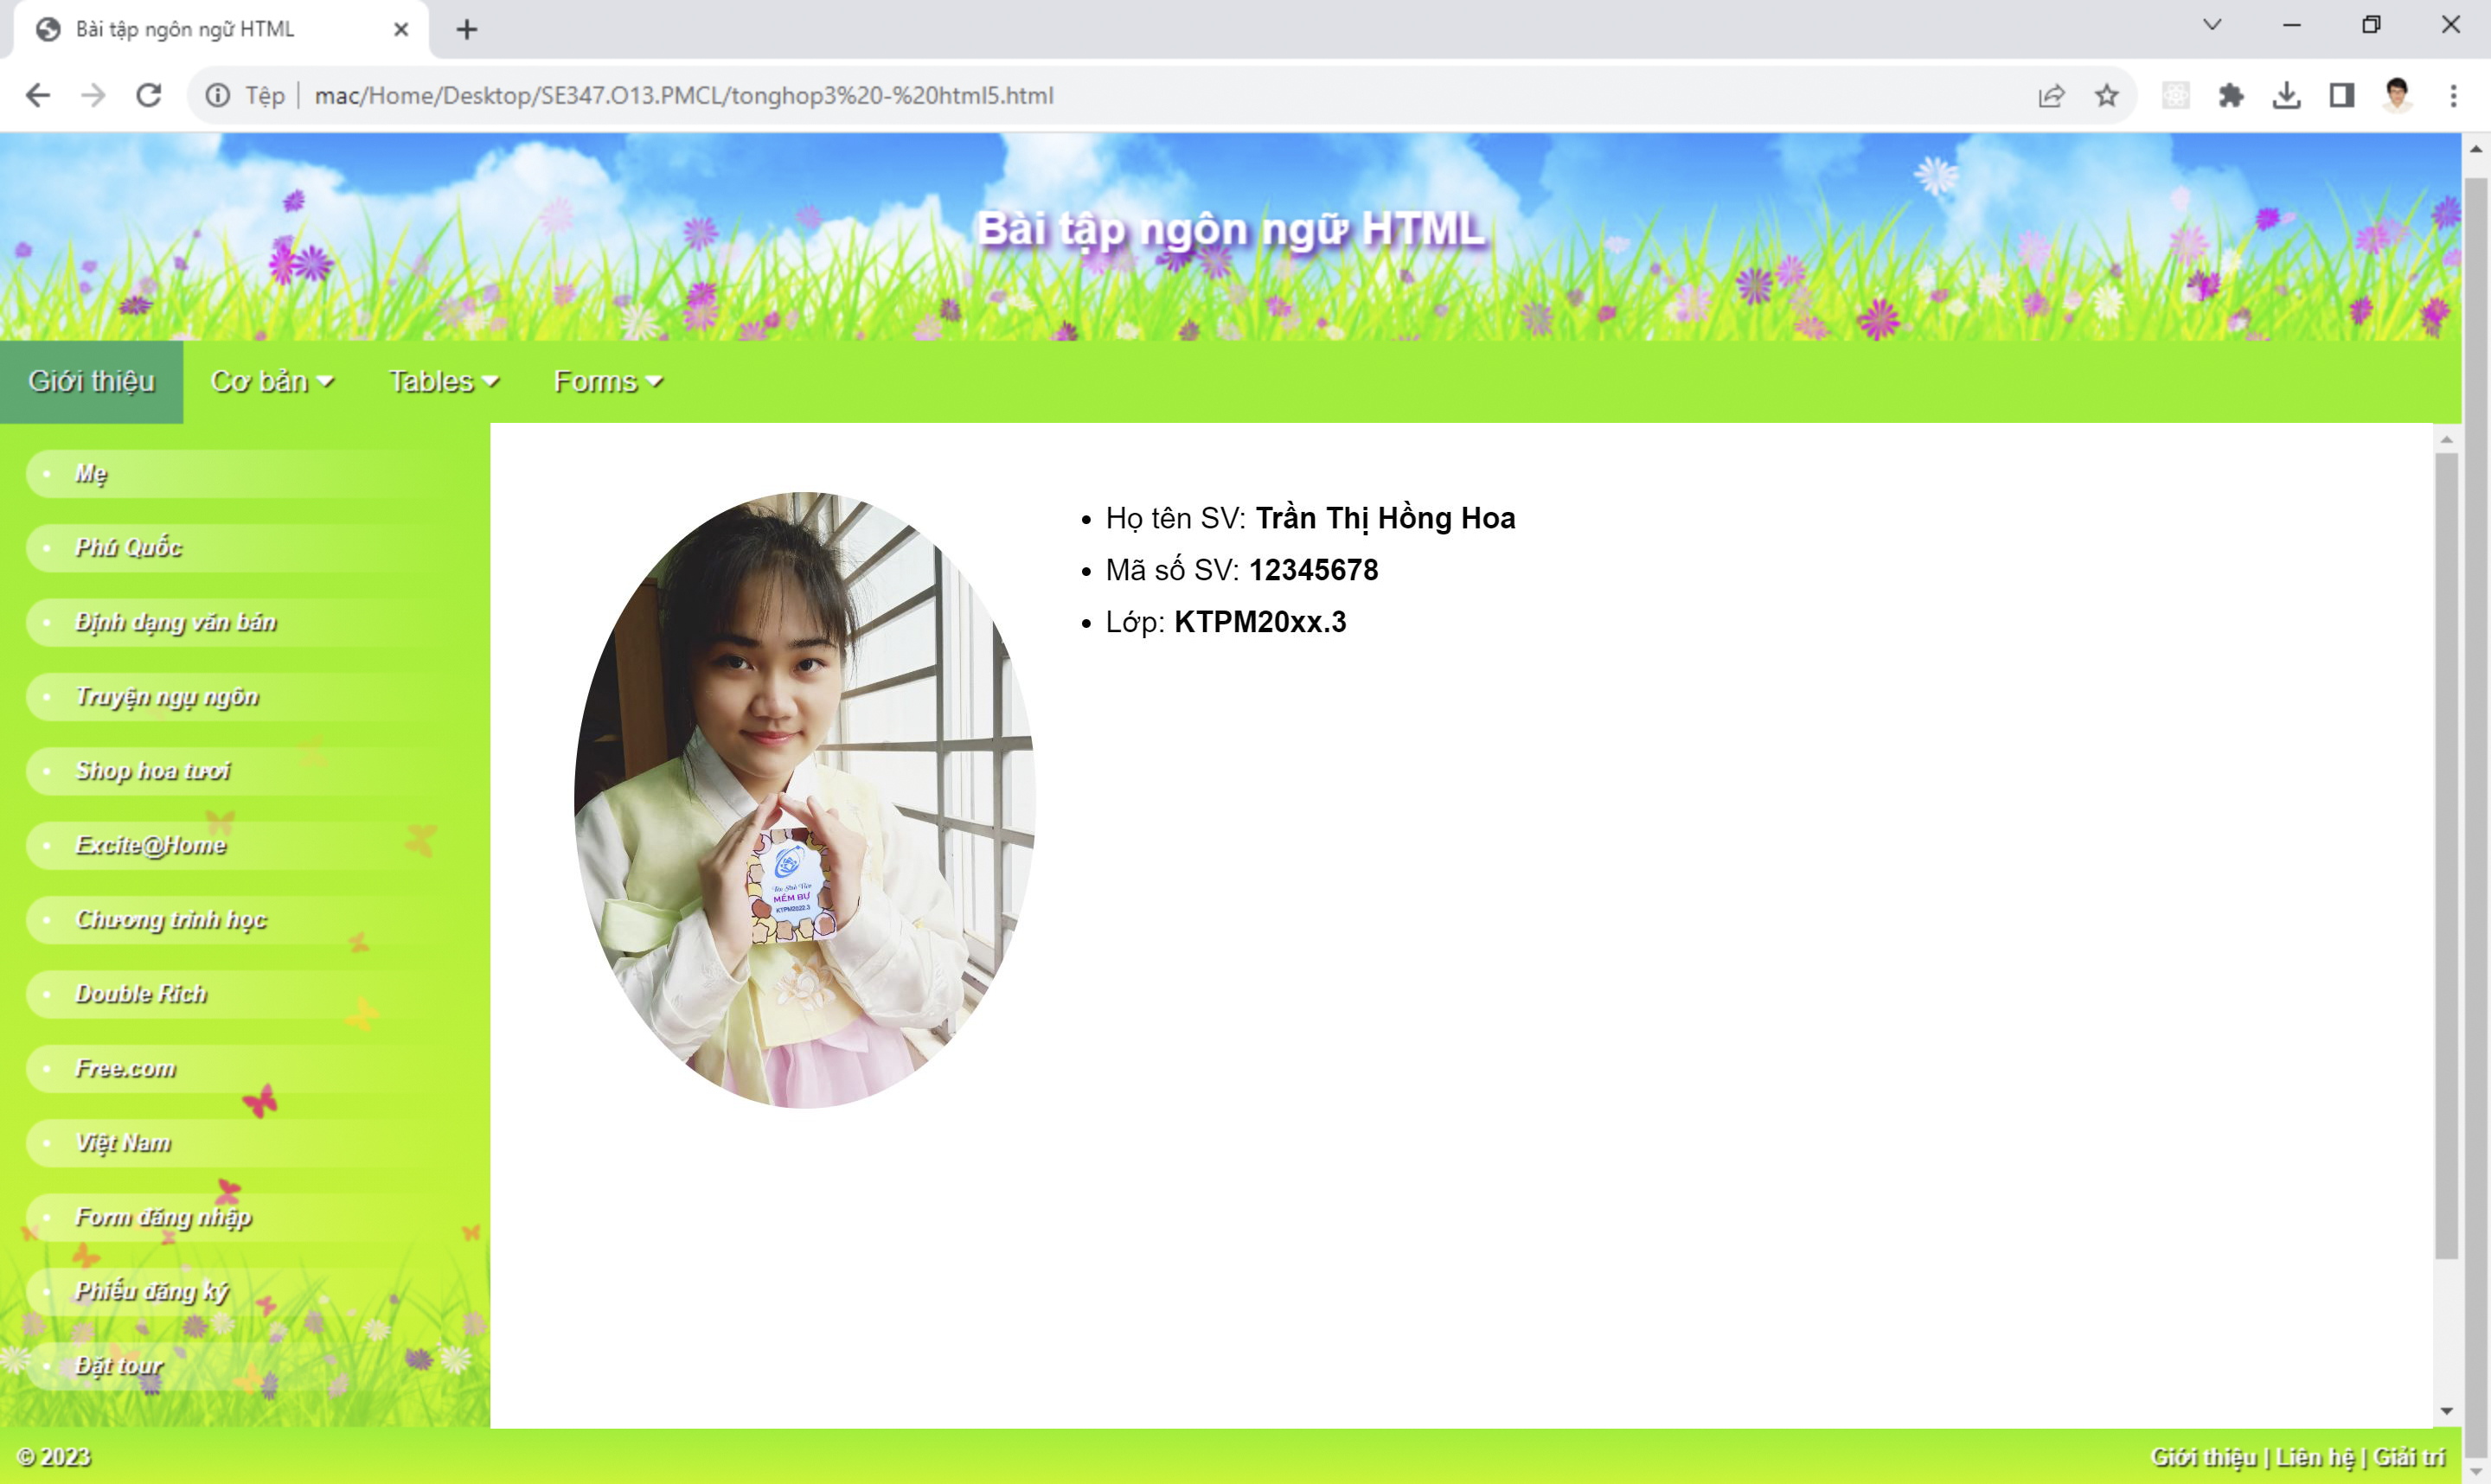 Bài tập ngôn ngữ HTML
Tệp
mac/Home/Desktop/SE347.O13.PMCL/tonghop3%20-%20html5.html
Bài tập ngôn ngữ HTML
Giới thiệu Cơ bản Tables Forms
Mẹ
Phú Quốc
Định dạng văn bản
Truyện ngụ ngôn
Shop hoa tươi
Excite@Home
Chương trình học
Double Rich
Free.com
Việt Nam
Form đăng nhập
Phiếu đăng ký
Đặt tour
• Họ tên SV: Trần Thị Hồng Hoa
• Mã số SV: 12345678
• Lớp: KTPM20xx.3
MỀM BỰ
KTPM2022.3
© 2023
Giới thiệu | Liên hệ | Giải trí